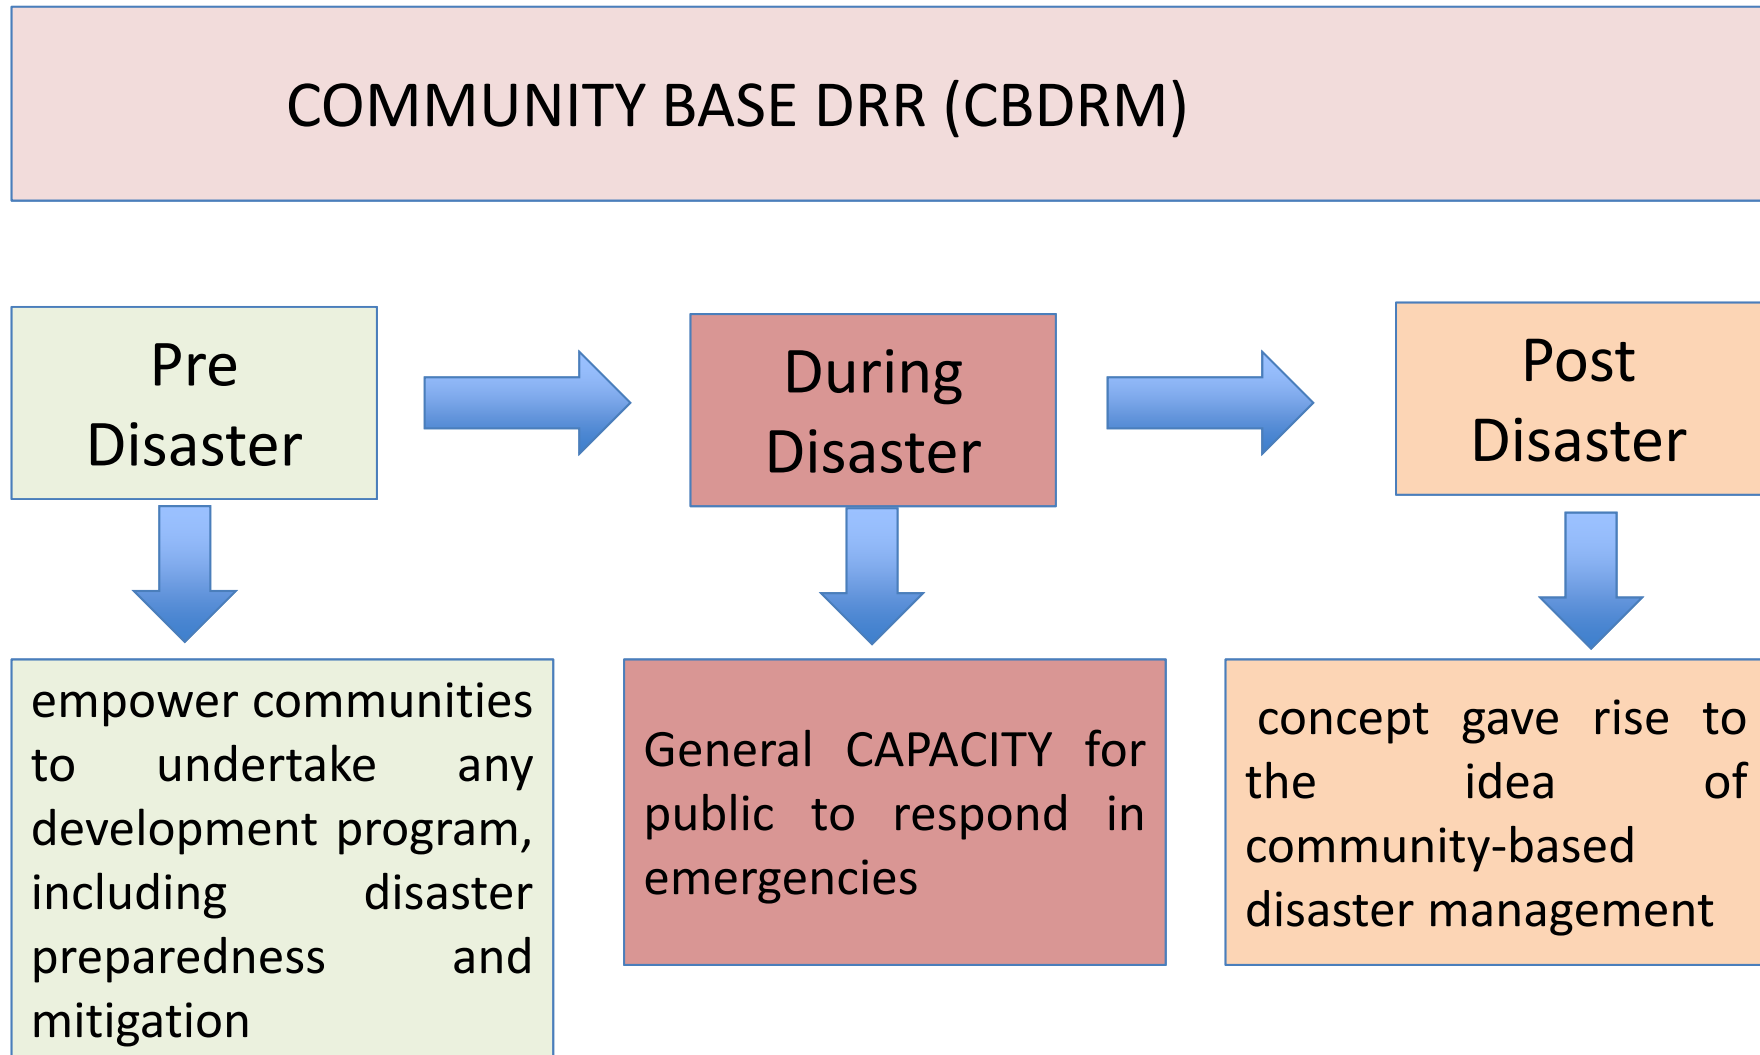 COMMUNITY BASE DRR (CBDRM)
Pre
Disaster
During
Disaster
Post
Disaster
empower communities
to undertake any
development program,
including disaster
preparedness and
mitigation
General CAPACITY for
public to respond in
emergencies
concept gave rise to
the idea of
community-based
disaster management